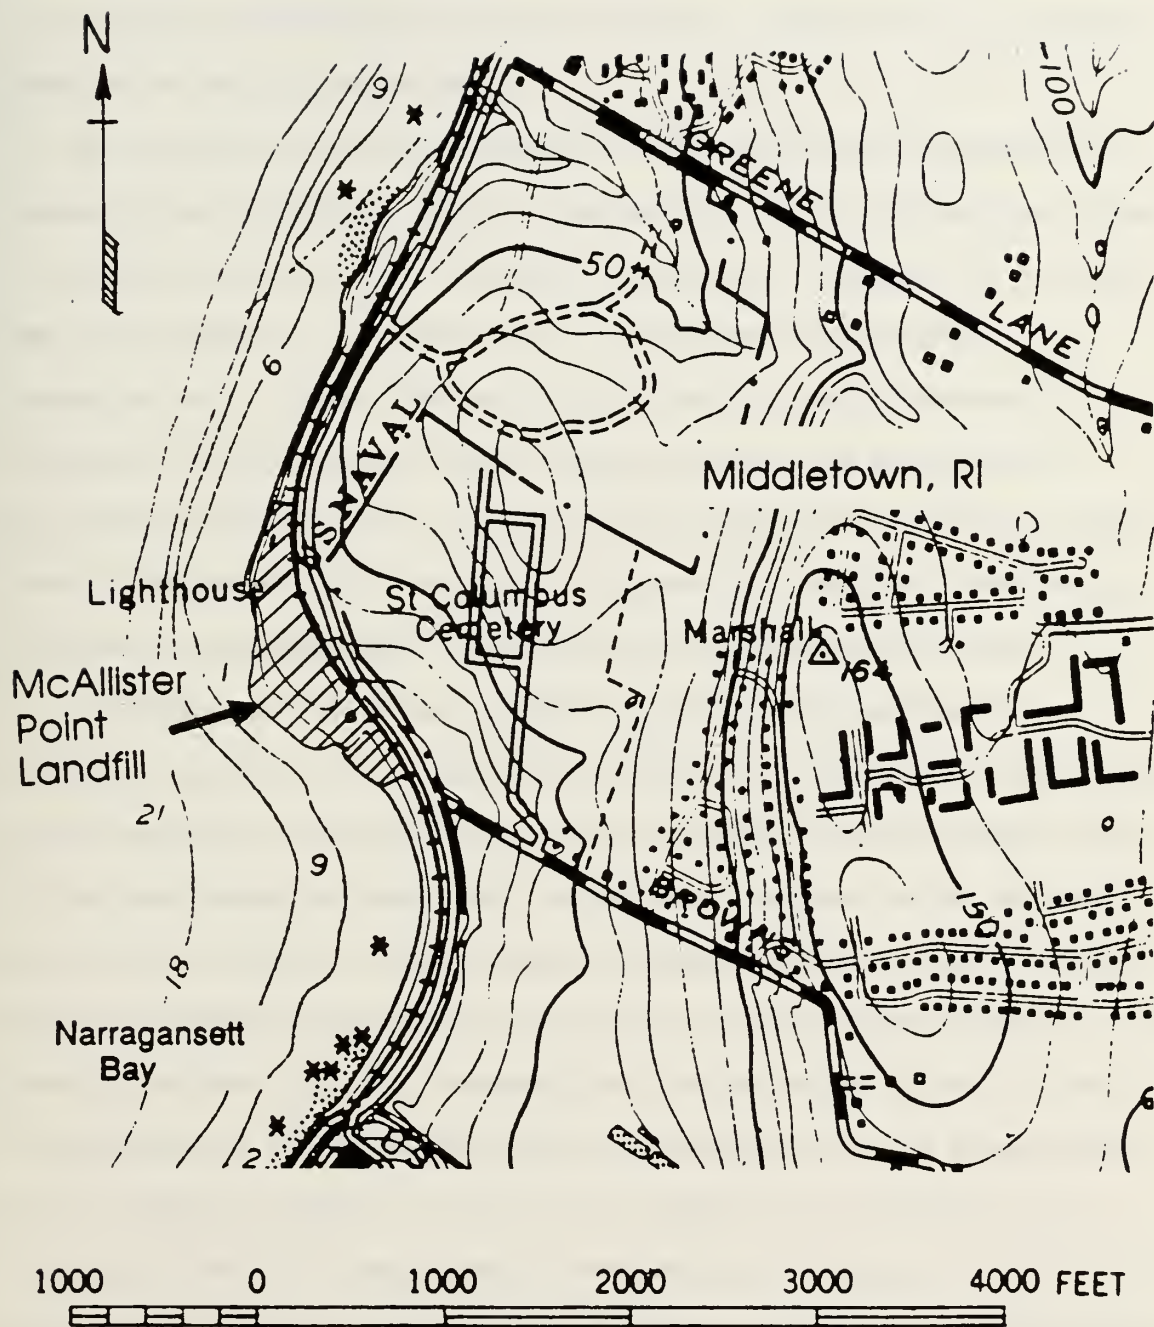 N
9
100
GREENE
6
50
LANE
S NAVAL
Middletown, RI
Lighthouse
St Columbus
Cemetery
Marshall
164
McAllister
Point
Landfill
21
9
BROWN
150
18
Narragansett
Bay
2
6
1000 0 1000 2000 3000 4000 FEET